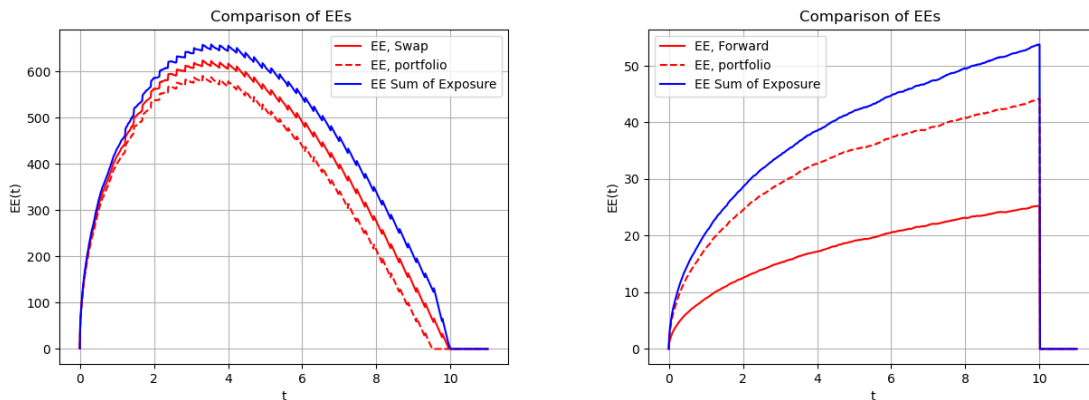 Comparison of EEs
EE(t)
600
500
400
300
200
100
0
EE, Swap
EE, portfolio
EE Sum of Exposure
0 2 4 6 8 10
t
Comparison of EEs
EE(t)
50
40
30
20
10
0
EE, Forward
EE, portfolio
EE Sum of Exposure
0 2 4 6 8 10
t